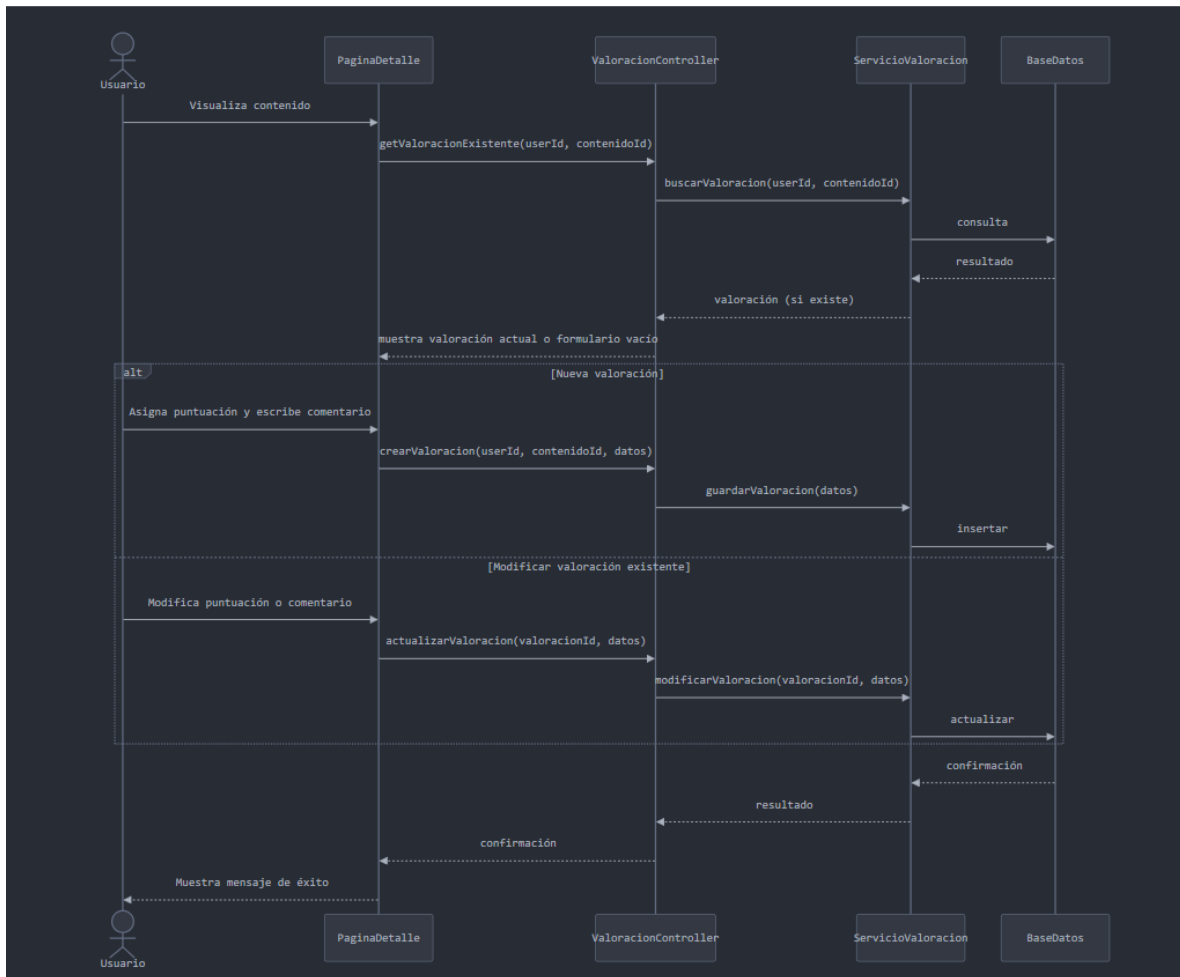 Usuario
PaginaDetalle
ValoracionController
ServicioValoracion
BaseDatos
Visualiza contenido
getValoracionExistente(userId, contenidoId)
buscarValoracion(userId, contenidoId)
consulta
resultado
valoración (si existe)
muestra valoración actual o formulario vacío
alt
[Nueva valoración]
Asigna puntuación y escribe comentario
crearValoracion(userId, contenidoId, datos)
guardarValoracion(datos)
insertar
[Modificar valoración existente]
Modifica puntuación o comentario
actualizarValoracion(valoracionId, datos)
modificarValoracion(valoracionId, datos)
actualizar
confirmación
resultado
confirmación
Muestra mensaje de éxito
Usuario
PaginaDetalle
ValoracionController
ServicioValoracion
BaseDatos